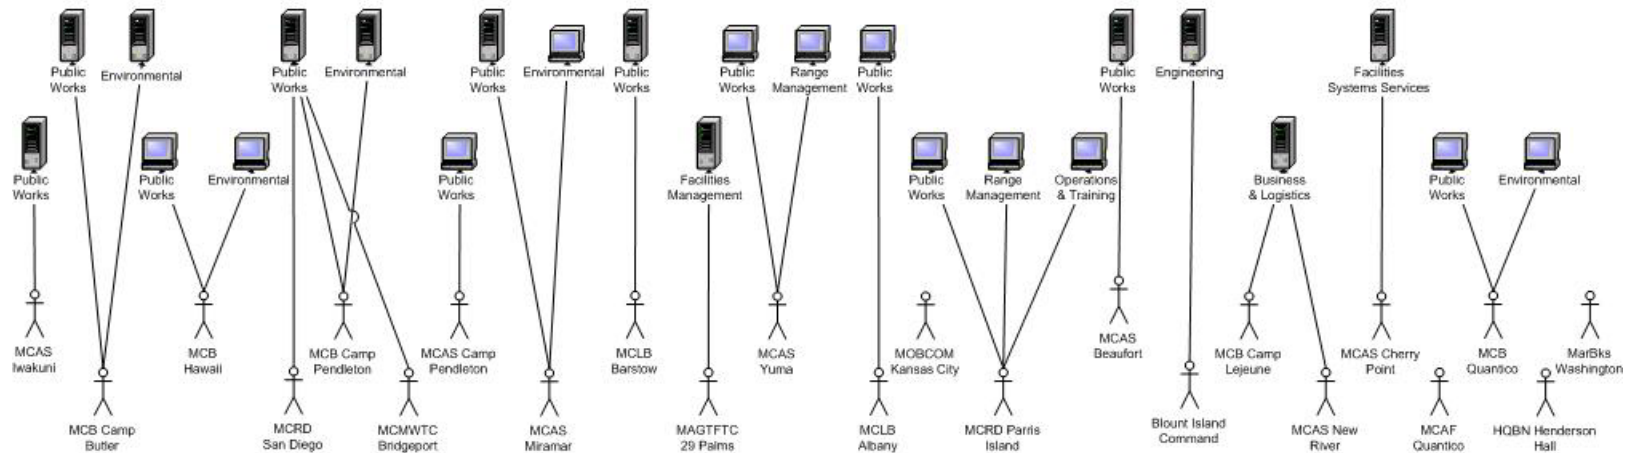 Public
Works
Environmental
Public
Works
Environmental
Public
Works
Environmental
Public
Works
Public
Works
Range
Management
Public
Works
Public
Works
Engineering
Facilities
Systems Services
Public
Works
Public
Works
Environmental
Public
Works
Facilities
Management
Public
Works
Range
Management
Operations
& Training
Business
& Logistics
Public
Works
Environmental
MCAS
Iwakuni
MCB
Hawaii
MCB Camp
Pendleton
MCAS Camp
Pendleton
MCLB
Barstow
MCAS
Yuma
MOBCOM
Kansas City
MCAS
Beaufort
MCB Camp
Lejeune
MCAS Cherry
Point
MCB
Quantico
MarBks
Washington
MCB Camp
Butler
MCRD
San Diego
MCMWTC
Bridgeport
MCAS
Miramar
MAGTFTC
29 Palms
MCLB
Albany
MCRD Parris
Island
Blount Island
Command
MCAS New
River
MCAF
Quantico
HQBN Henderson
Hall